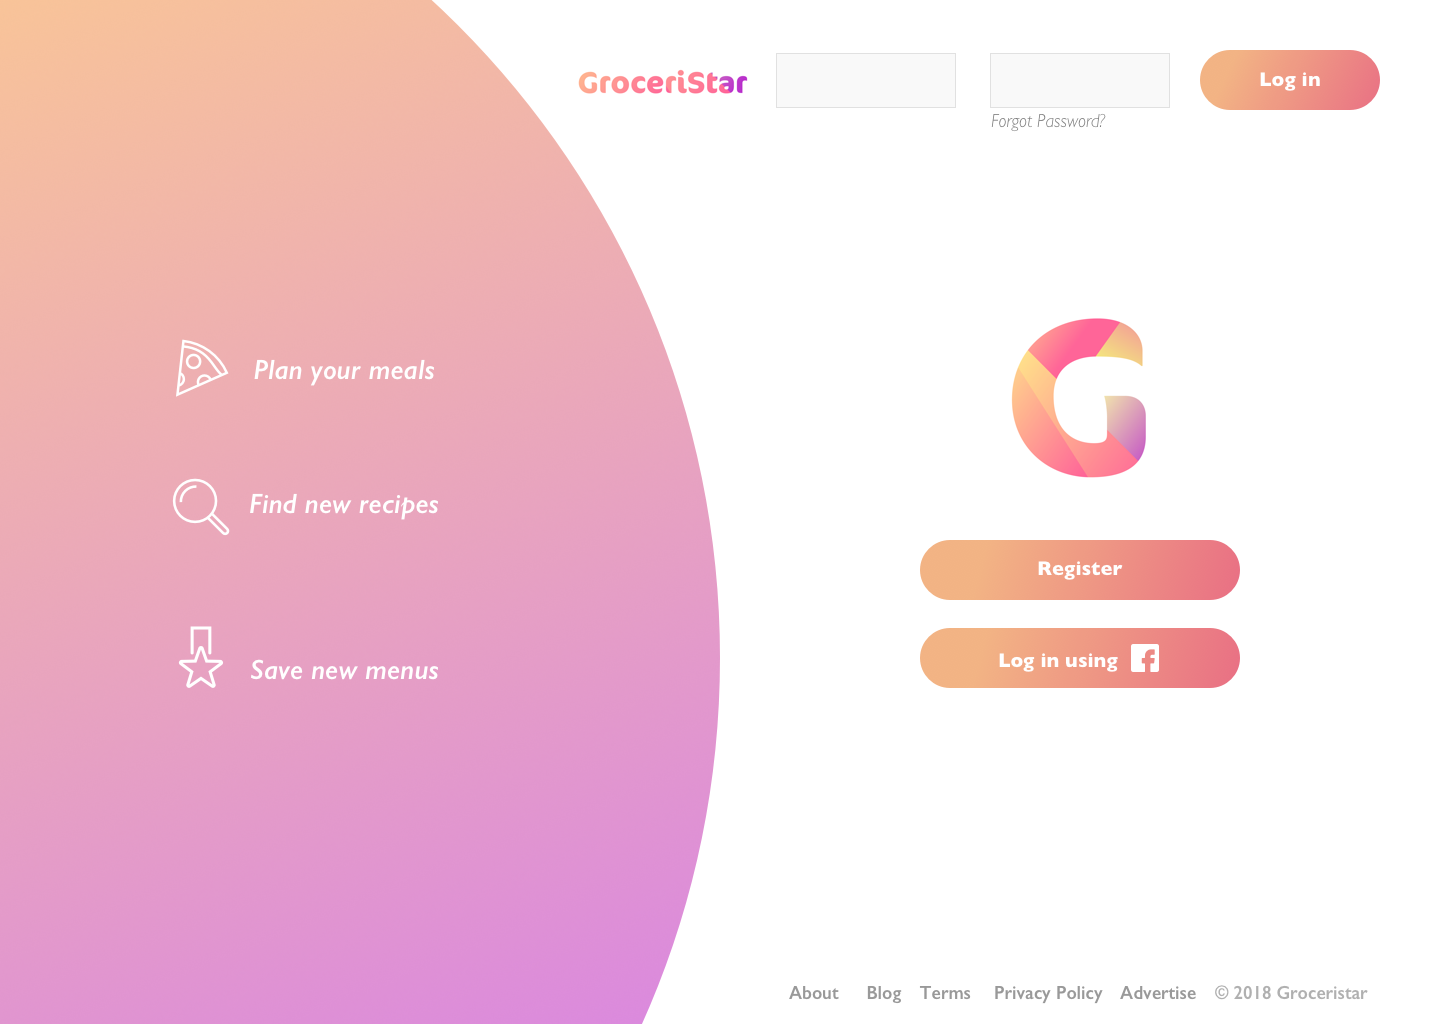 GroceriStar
Log in
Forgot Password?
Plan your meals
Find new recipes
Save new menus
G
Register
Log in using f
About Blog Terms Privacy Policy Advertise © 2018 Groceristar